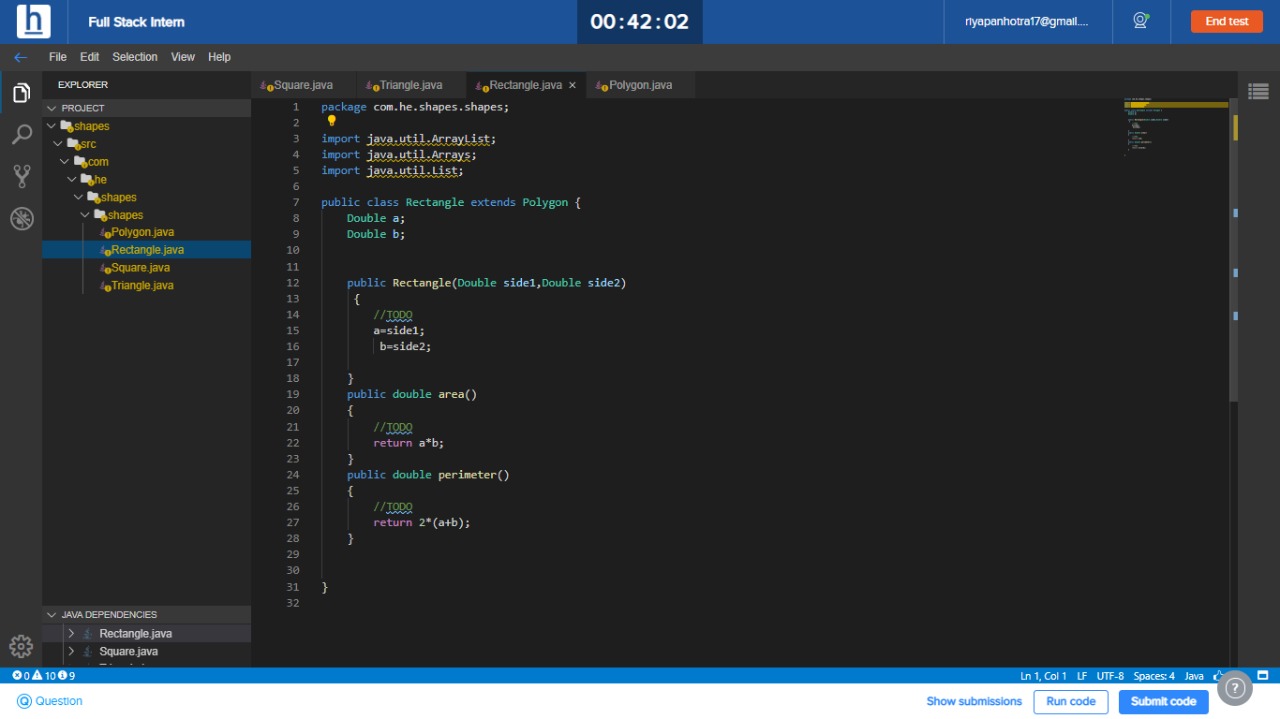 h Full Stack Intern 00:42:02 riyapanhotra17@gmail.... End test
File Edit Selection View Help
EXPLORER
PROJECT
shapes
src
com
he
shapes
shapes
Polygon.java
Rectangle.java
Square.java
Triangle.java
JAVA DEPENDENCIES
Rectangle.java
Square.java
Square.java Triangle.java Rectangle.java × Polygon.java
1 package com.he.shapes.shapes;
2
3 import java.util.ArrayList;
4 import java.util.Arrays;
5 import java.util.List;
6
7 public class Rectangle extends Polygon {
8 Double a;
9 Double b;
10
11
12 public Rectangle(Double side1,Double side2)
13 {
14 //TODO
15 a=side1;
16 b=side2;
17
18 }
19 public double area()
20 {
21 //TODO
22 return a*b;
23 }
24 public double perimeter()
25 {
26 //TODO
27 return 2*(a+b);
28 }
29
30
31 }
32
0 10 9 Ln 1, Col 1 LF UTF-8 Spaces: 4 Java
Q Question Show submissions Run code Submit code ?